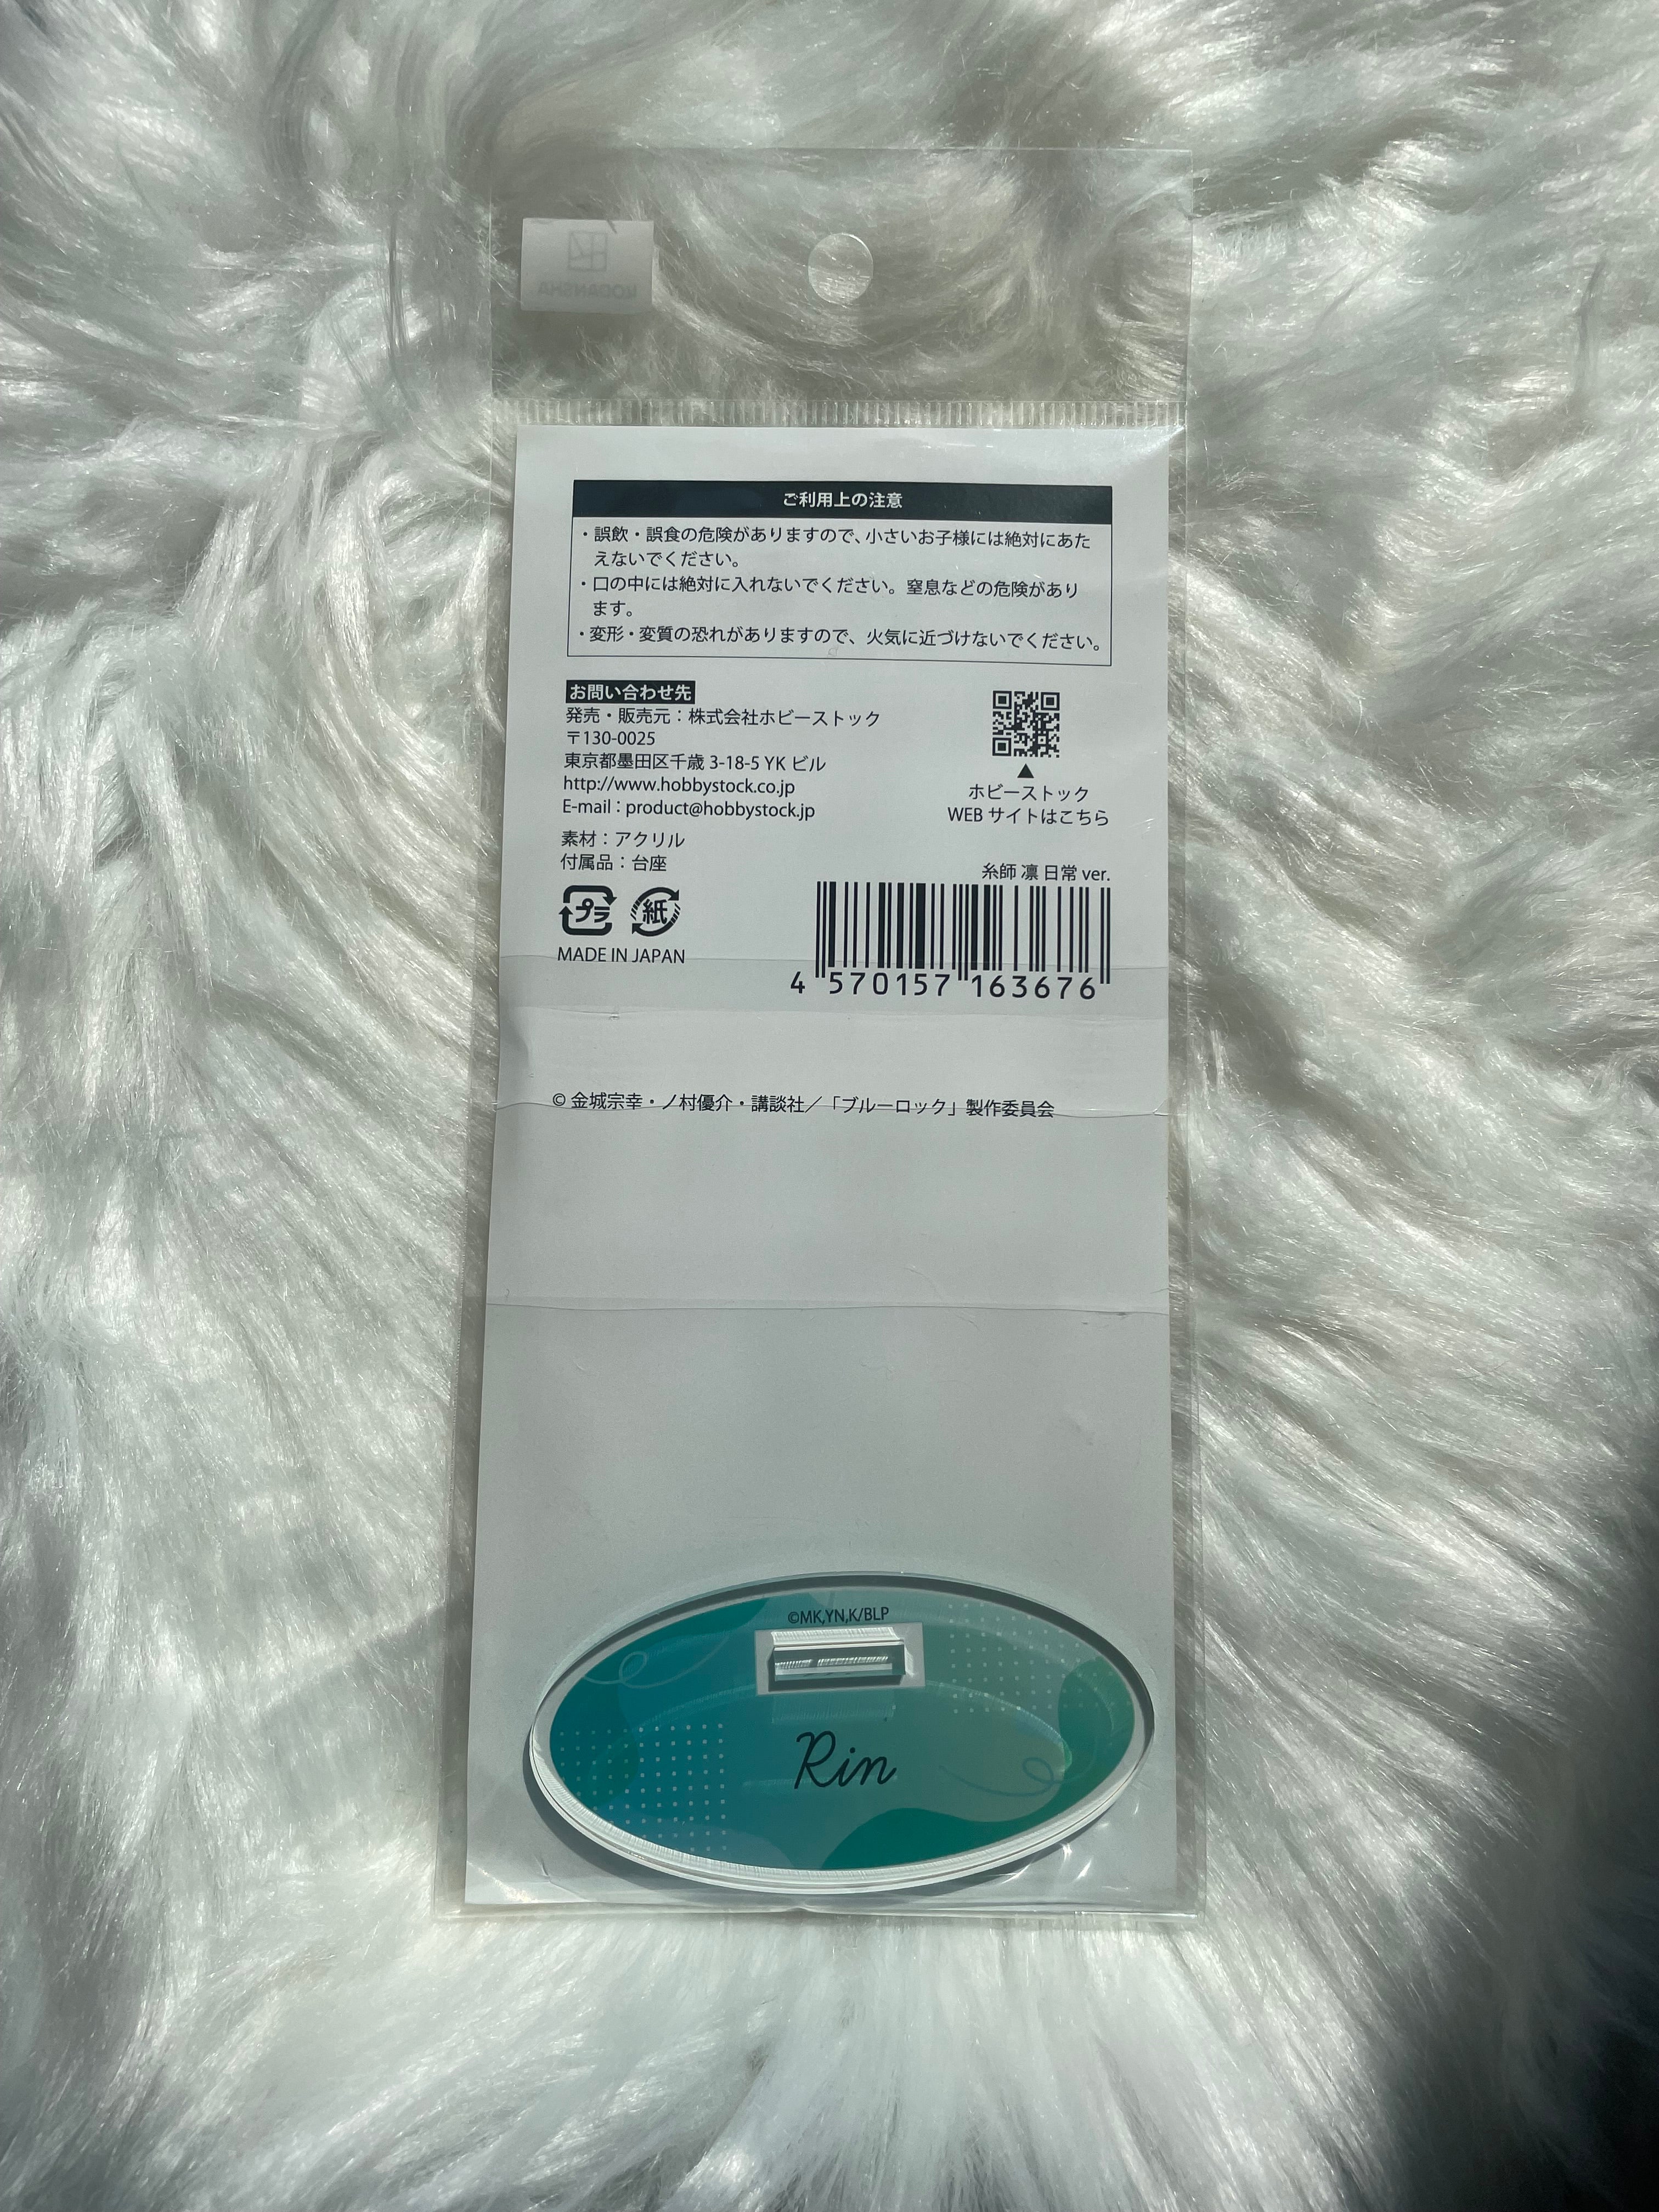 KODANSHA
ご利用上の注意
・誤飲・誤食の危険がありますので、小さいお子様には絶対にあた
えないでください。
・口の中には絶対に入れないでください。窒息などの危険があり
ます。
・変形・変質の恐れがありますので、火気に近づけないでください。
お問い合わせ先
発売・販売元：株式会社ホビーストック
〒130-0025
東京都墨田区千歳 3-18-5 YK ビル
http://www.hobbystock.co.jp
E-mail：product@hobbystock.jp
▲
ホビーストック
WEB サイトはこちら
素材：アクリル
付属品：台座
プラ 紙
MADE IN JAPAN
糸師 凛 日常 ver.
4 570157 163676
© 金城宗幸・ノ村優介・講談社／「ブルーロック」製作委員会
©MK,YN,K/BLP
Rin